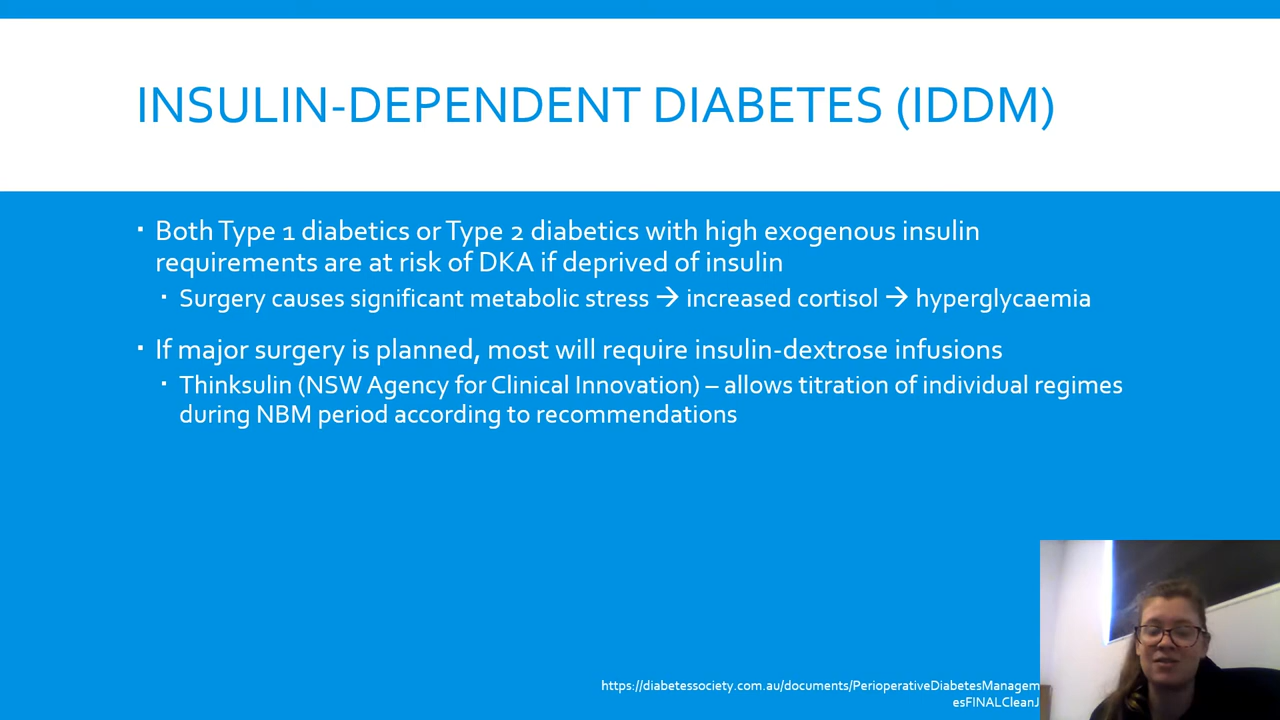 INSULIN-DEPENDENT DIABETES (IDDM)
▪ Both Type 1 diabetics or Type 2 diabetics with high exogenous insulin
requirements are at risk of DKA if deprived of insulin
▪ Surgery causes significant metabolic stress → increased cortisol → hyperglycaemia
▪ If major surgery is planned, most will require insulin-dextrose infusions
▪ Thinksulin (NSW Agency for Clinical Innovation) – allows titration of individual regimes
during NBM period according to recommendations
https://diabetessociety.com.au/documents/PerioperativeDiabetesManagem
esFINALCleanJ